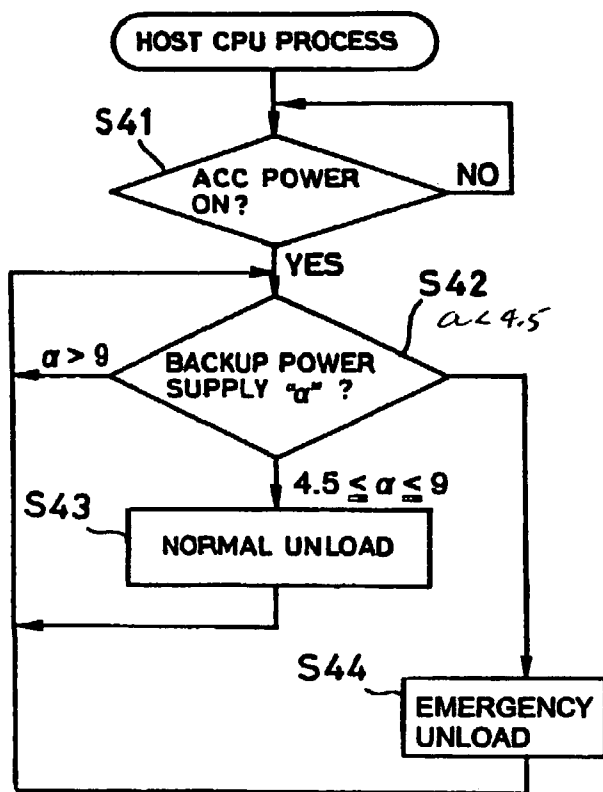 HOST CPU PROCESS
S41
ACC POWER
ON?
NO
YES
S42
α < 4.5
α > 9
BACKUP POWER
SUPPLY "α" ?
4.5 ≦ α ≦ 9
S43
NORMAL UNLOAD
S44
EMERGENCY
UNLOAD